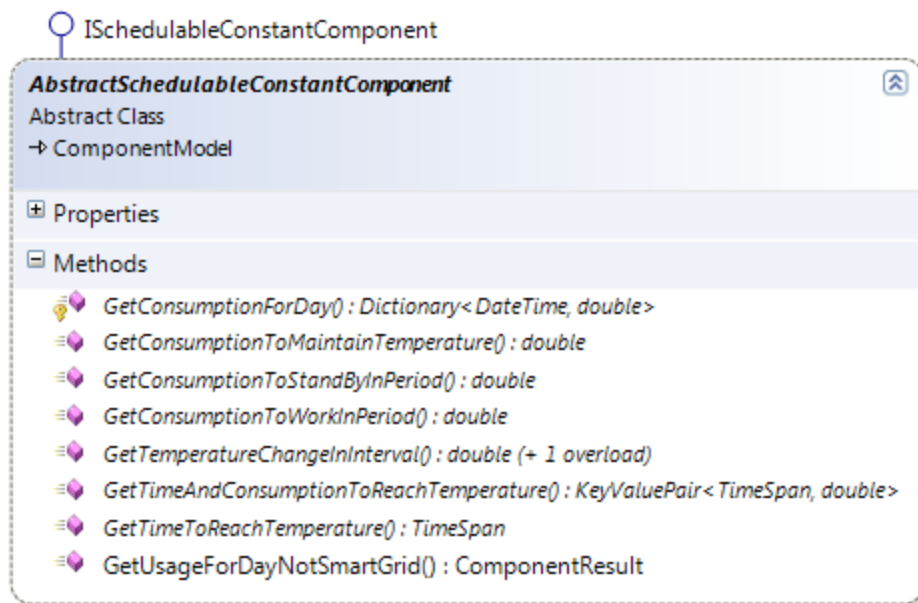 ISchedulableConstantComponent
AbstractSchedulableConstantComponent
Abstract Class
ComponentModel
Properties
Methods
GetConsumptionForDay() : Dictionary<DateTime, double>
GetConsumptionToMaintainTemperature() : double
GetConsumptionToStandByInPeriod() : double
GetConsumptionToWorkInPeriod() : double
GetTemperatureChangeInInterval() : double (+ 1 overload)
GetTimeAndConsumptionToReachTemperature() : KeyValuePair<TimeSpan, double>
GetTimeToReachTemperature() : TimeSpan
GetUsageForDayNotSmartGrid() : ComponentResult